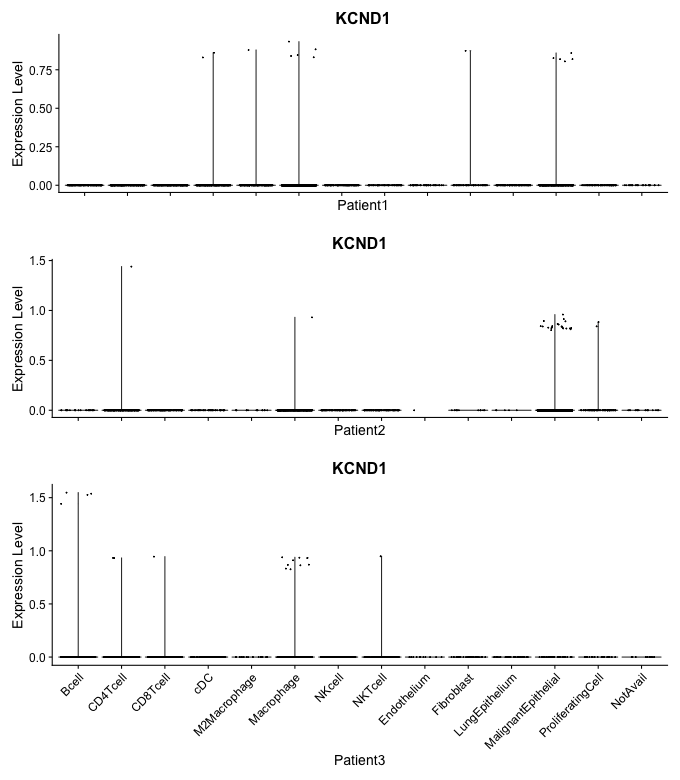 KCND1
Expression Level
0.75
0.50
0.25
0.00
Patient1
KCND1
Expression Level
1.5
1.0
0.5
0.0
Patient2
KCND1
Expression Level
1.5
1.0
0.5
0.0
Bcell
CD4Tcell
CD8Tcell
cDC
M2Macrophage
Macrophage
NKcell
NKTcell
Endothelium
Fibroblast
LungEpithelium
MalignantEpithelial
ProliferatingCell
NotAvail
Patient3